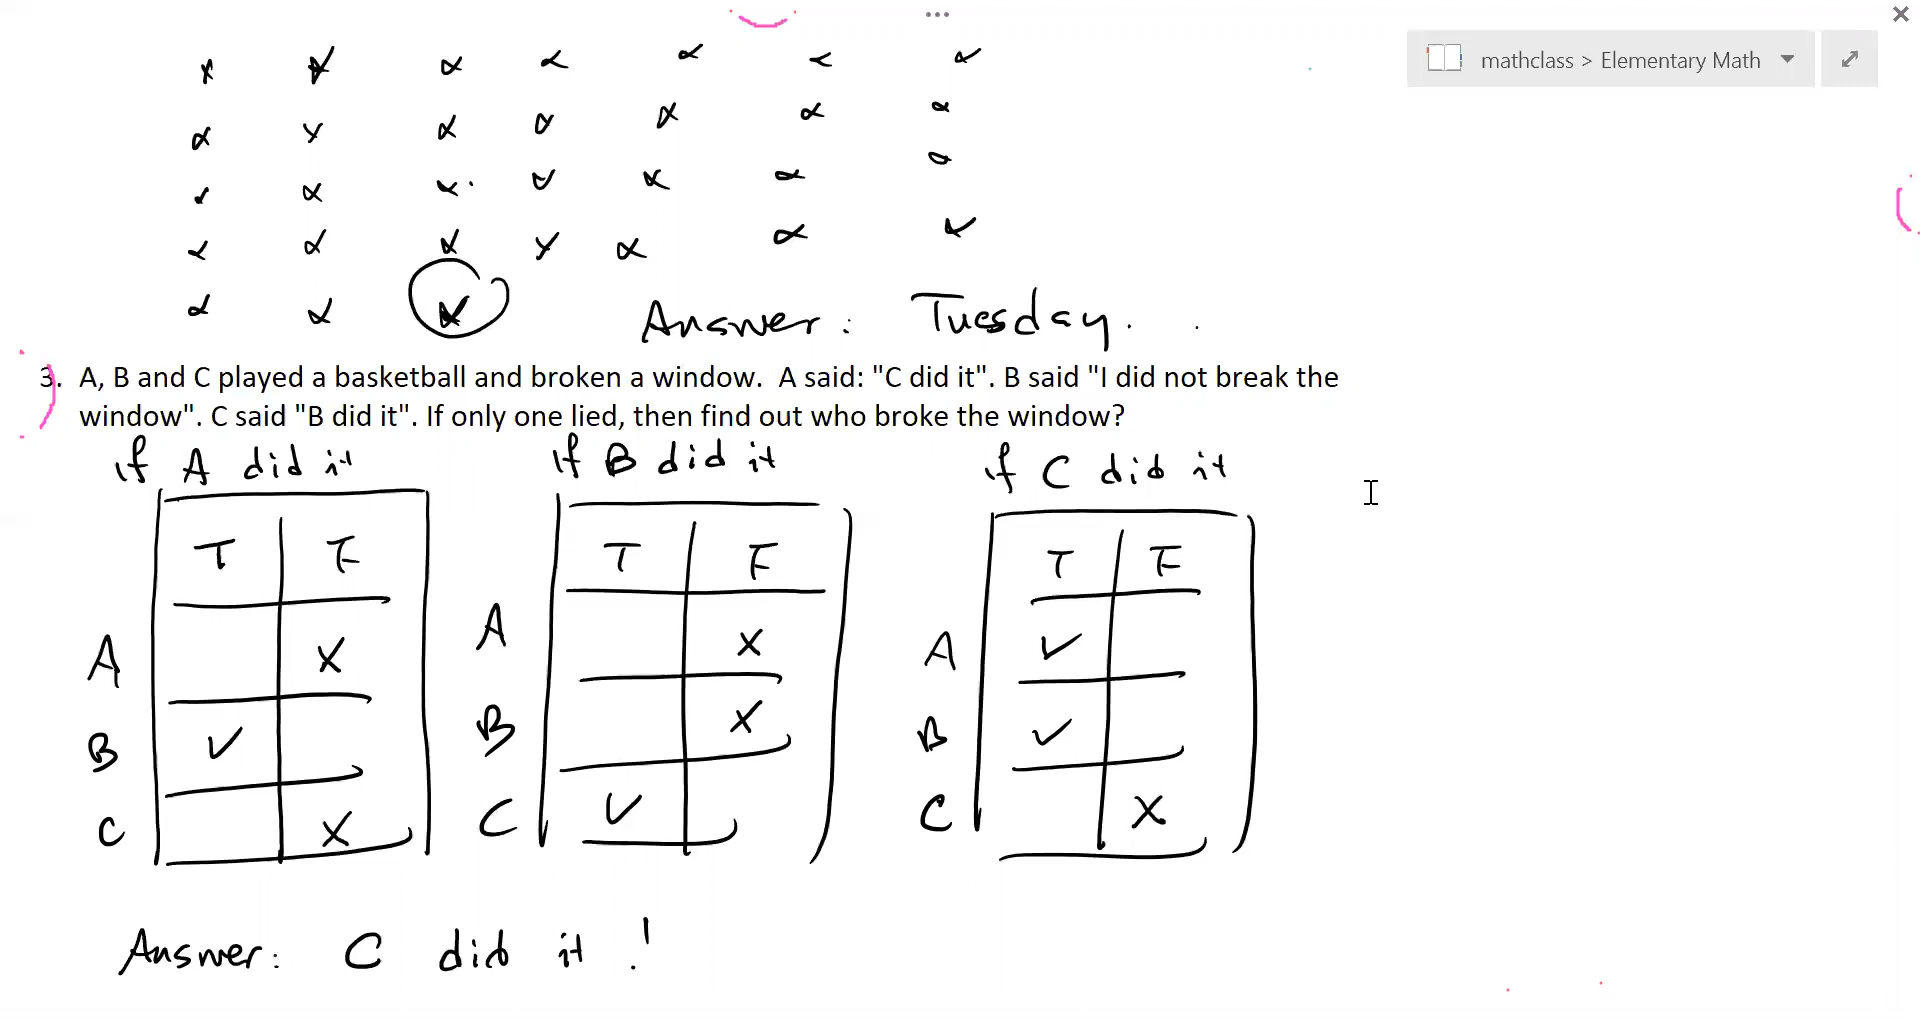 mathclass > Elementary Math
Answer: Tuesday.
3. A, B and C played a basketball and broken a window. A said: "C did it". B said "I did not break the
window". C said "B did it". If only one lied, then find out who broke the window?
if A did it
if B did it
if C did it
T F
A X
B ✓
C X
T F
A X
B X
C ✓
T F
A ✓
B ✓
C X
Answer: C did it !